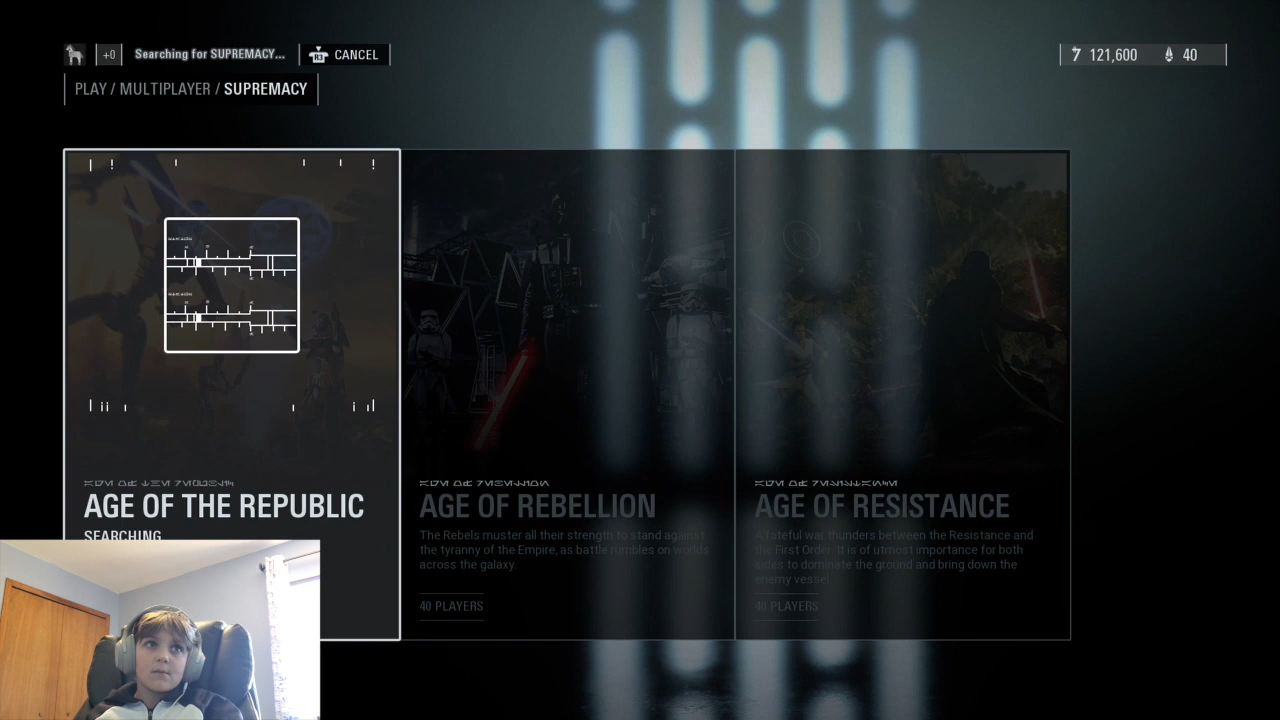 +0 Searching for SUPREMACY... R3 CANCEL
7 121,600 40
PLAY / MULTIPLAYER / SUPREMACY
AGE OF THE REPUBLIC
SEARCHING
AGE OF REBELLION
The Rebels muster all their strength to stand against
the tyranny of the Empire, as battle rumbles on worlds
across the galaxy.
40 PLAYERS
AGE OF RESISTANCE
A fateful war thunders between the Resistance and
the First Order. It is of utmost importance for both
sides to dominate the ground and bring down the
enemy vessel.
40 PLAYERS